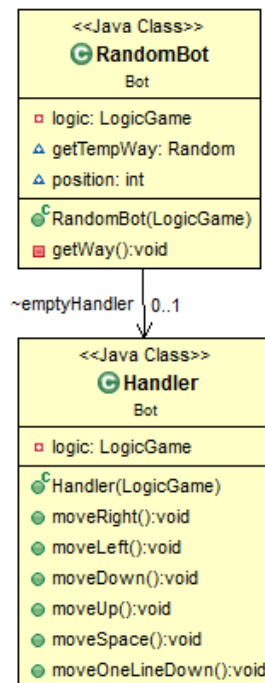 <<Java Class>>
RandomBot
Bot
logic: LogicGame
getTempWay: Random
position: int
RandomBot(LogicGame)
getWay():void
~emptyHandler 0..1
<<Java Class>>
Handler
Bot
logic: LogicGame
Handler(LogicGame)
moveRight():void
moveLeft():void
moveDown():void
moveUp():void
moveSpace():void
moveOneLineDown():void